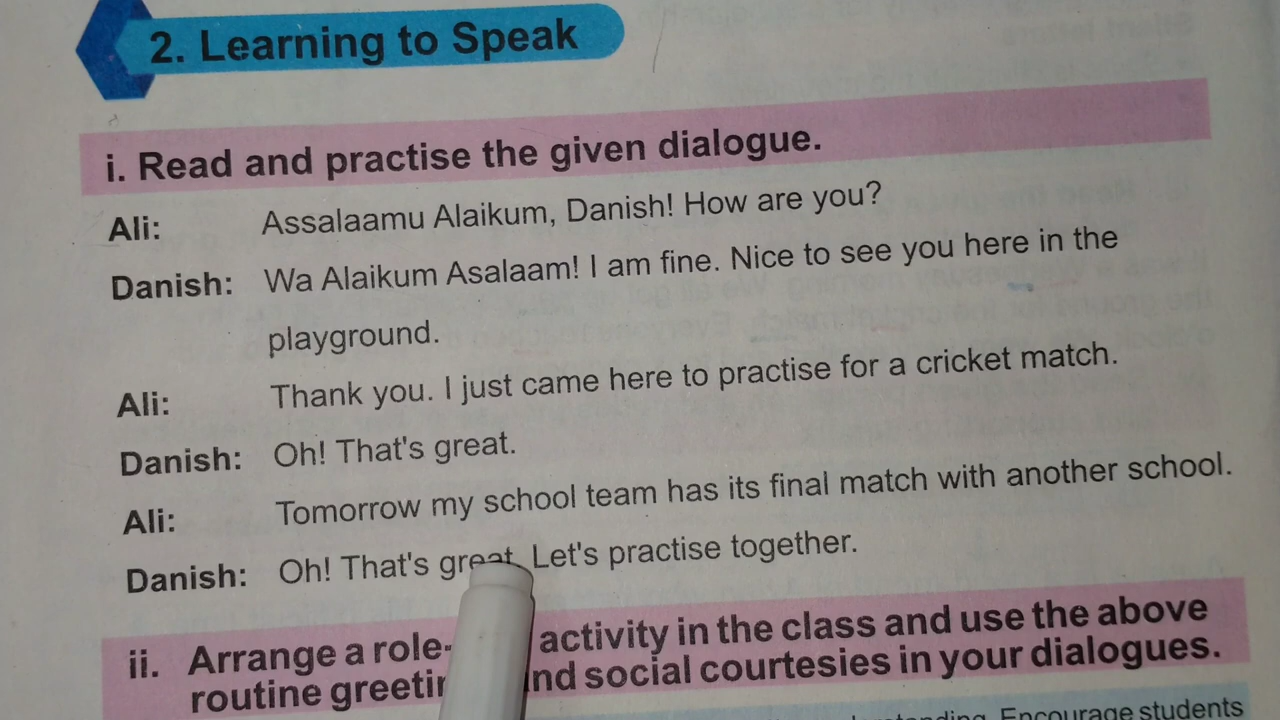 2. Learning to Speak
i. Read and practise the given dialogue.
Ali: Assalaamu Alaikum, Danish! How are you?
Danish: Wa Alaikum Asalaam! I am fine. Nice to see you here in the
playground.
Ali: Thank you. I just came here to practise for a cricket match.
Danish: Oh! That's great.
Ali: Tomorrow my school team has its final match with another school.
Danish: Oh! That's great. Let's practise together.
ii. Arrange a role- activity in the class and use the above
routine social courtesies in your dialogues.
Encourage students